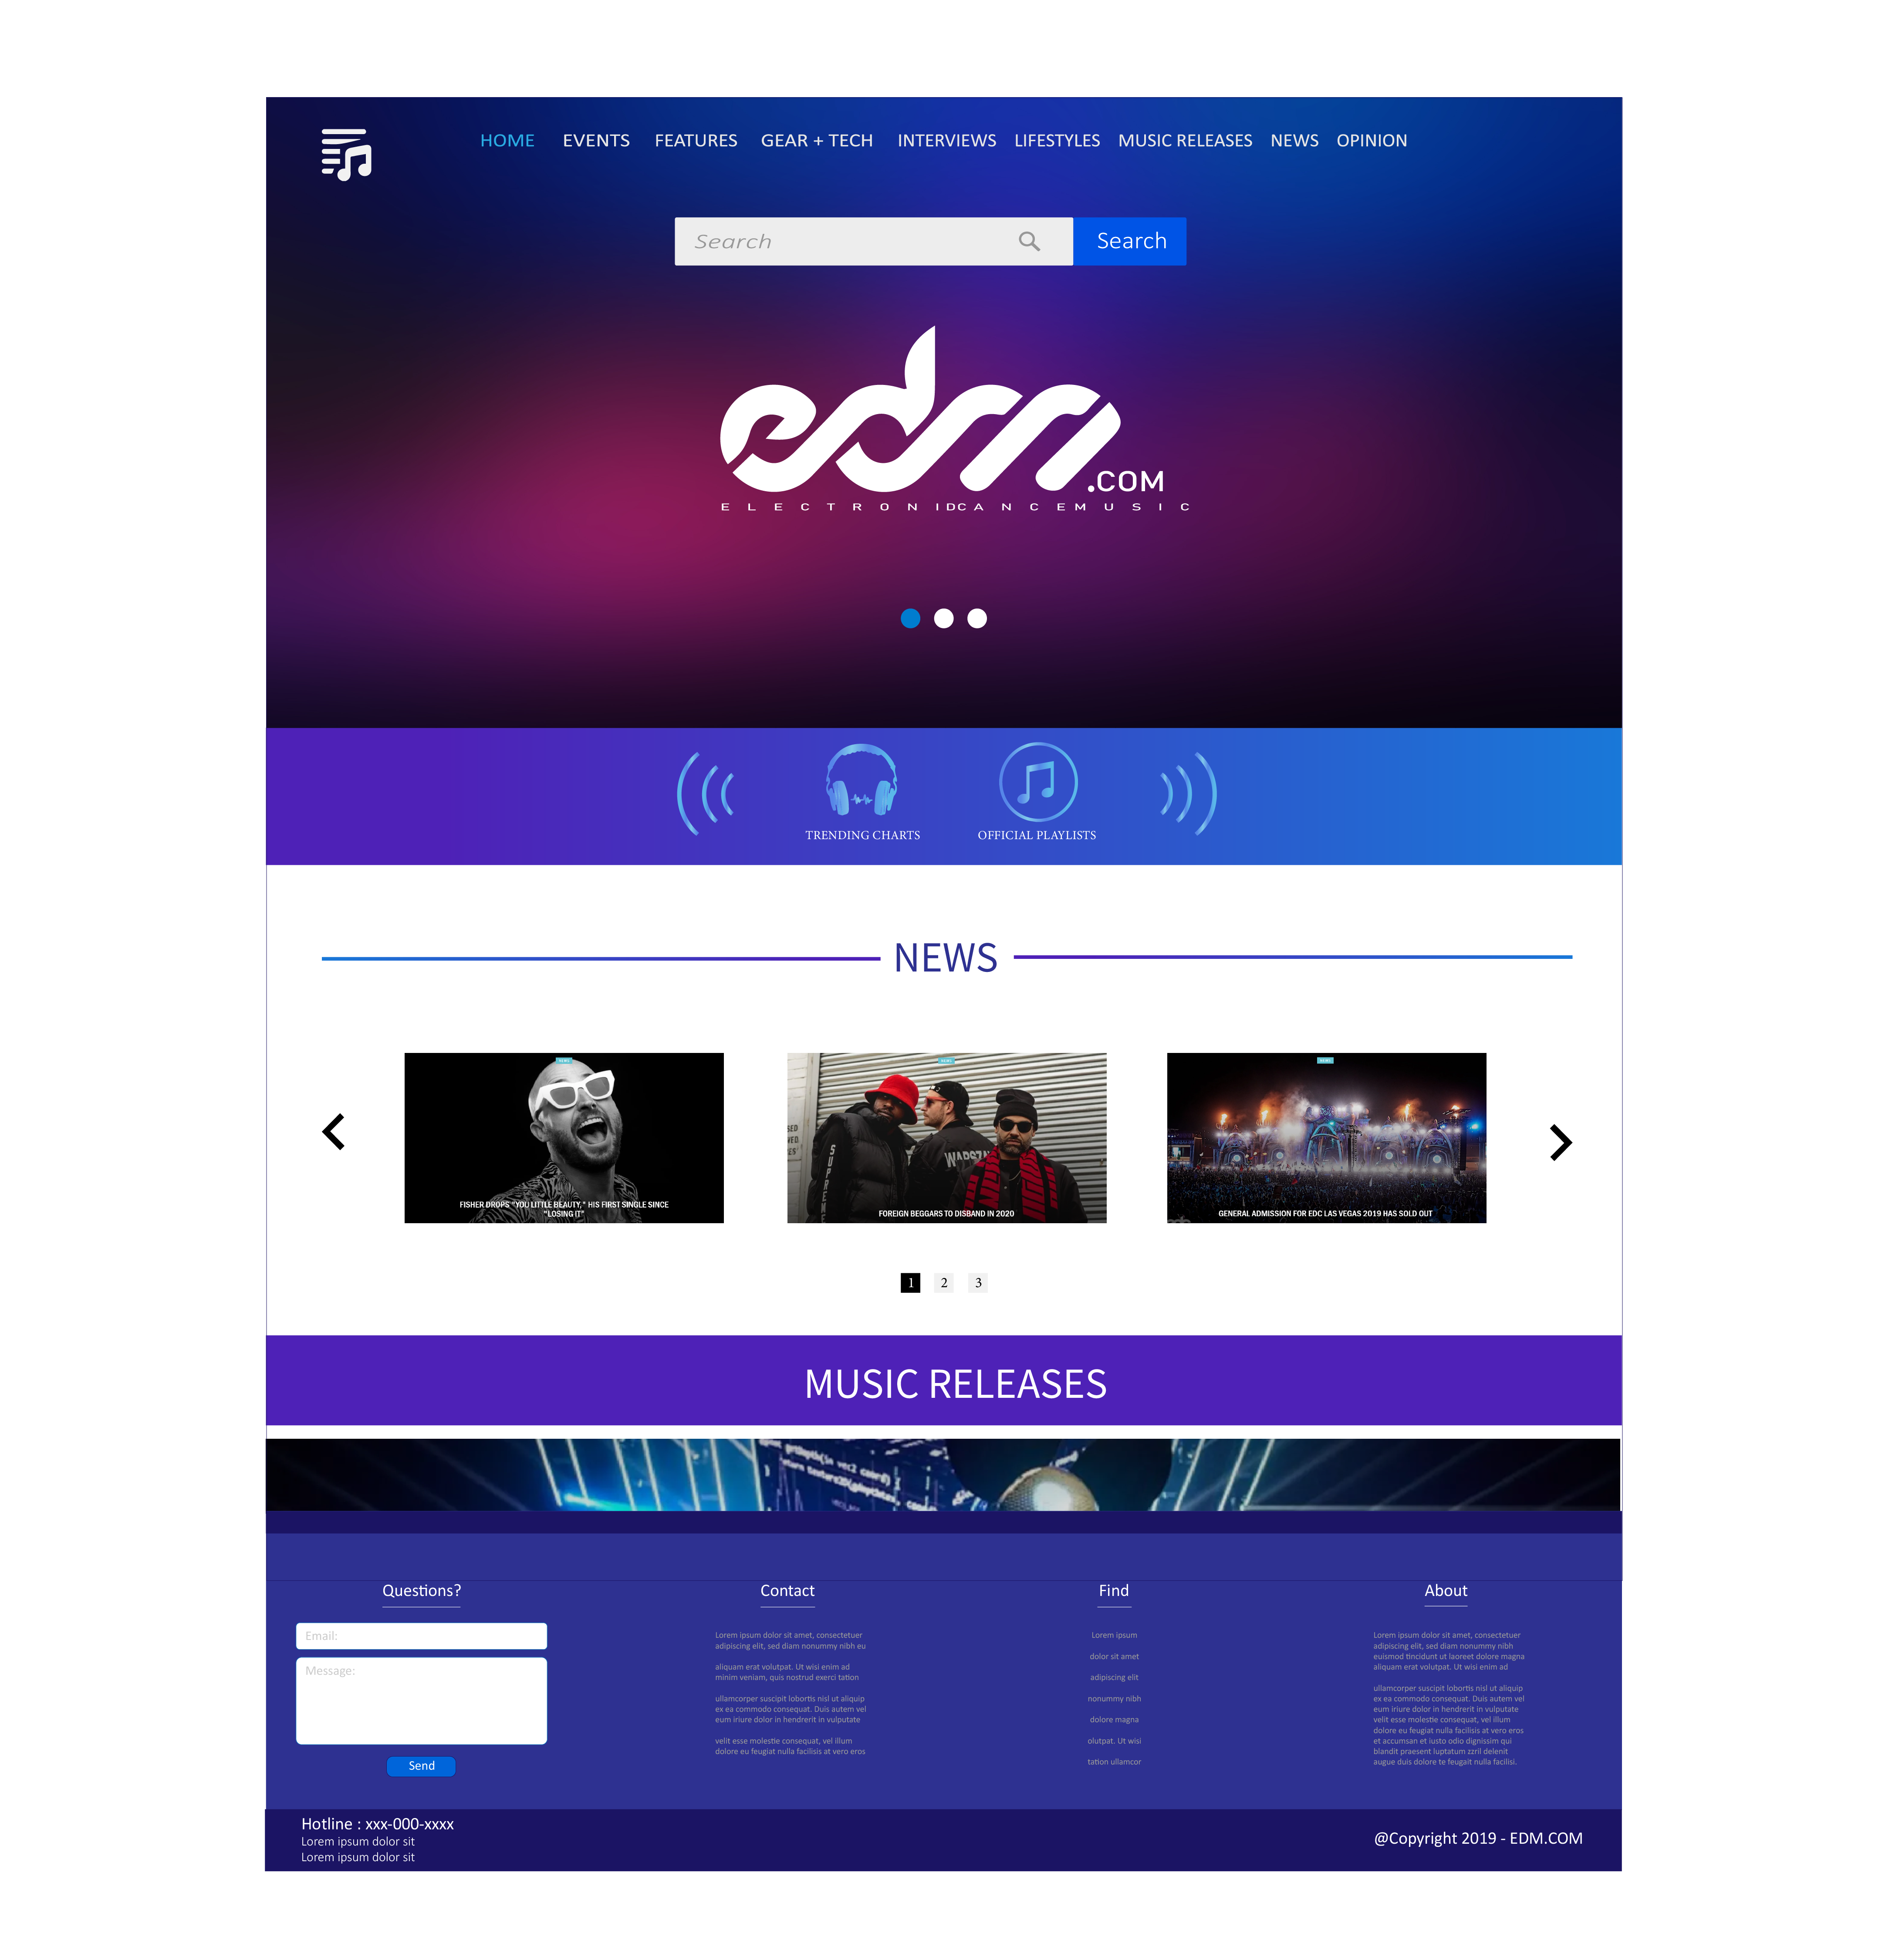 HOME EVENTS FEATURES GEAR + TECH INTERVIEWS LIFESTYLES MUSIC RELEASES NEWS OPINION
Search Search
edm.COM
ELECTRONIDCANCEMUSIC
TRENDING CHARTS OFFICIAL PLAYLISTS
NEWS
NEWS
FISHER DROPS "YOU LITTLE BEAUTY," HIS FIRST SINGLE SINCE
"LOSING IT"
NEWS
SUPREME
FOREIGN BEGGARS TO DISBAND IN 2020
NEWS
GENERAL ADMISSION FOR EDC LAS VEGAS 2019 HAS SOLD OUT
1 2 3
MUSIC RELEASES
Questions?
Email:
Message:
Send
Contact
Lorem ipsum dolor sit amet, consectetuer
adipiscing elit, sed diam nonummy nibh eu
aliquam erat volutpat. Ut wisi enim ad
minim veniam, quis nostrud exerci tation
ullamcorper suscipit lobortis nisl ut aliquip
ex ea commodo consequat. Duis autem vel
eum iriure dolor in hendrerit in vulputate
velit esse molestie consequat, vel illum
dolore eu feugiat nulla facilisis at vero eros
Find
Lorem ipsum
dolor sit amet
adipiscing elit
nonummy nibh
dolore magna
olutpat. Ut wisi
tation ullamcor
About
Lorem ipsum dolor sit amet, consectetuer
adipiscing elit, sed diam nonummy nibh
euismod tincidunt ut laoreet dolore magna
aliquam erat volutpat. Ut wisi enim ad
ullamcorper suscipit lobortis nisl ut aliquip
ex ea commodo consequat. Duis autem vel
eum iriure dolor in hendrerit in vulputate
velit esse molestie consequat, vel illum
dolore eu feugiat nulla facilisis at vero eros
et accumsan et iusto odio dignissim qui
blandit praesent luptatum zzril delenit
augue duis dolore te feugait nulla facilisi.
Hotline : xxx-000-xxxx
Lorem ipsum dolor sit
Lorem ipsum dolor sit
@Copyright 2019 - EDM.COM